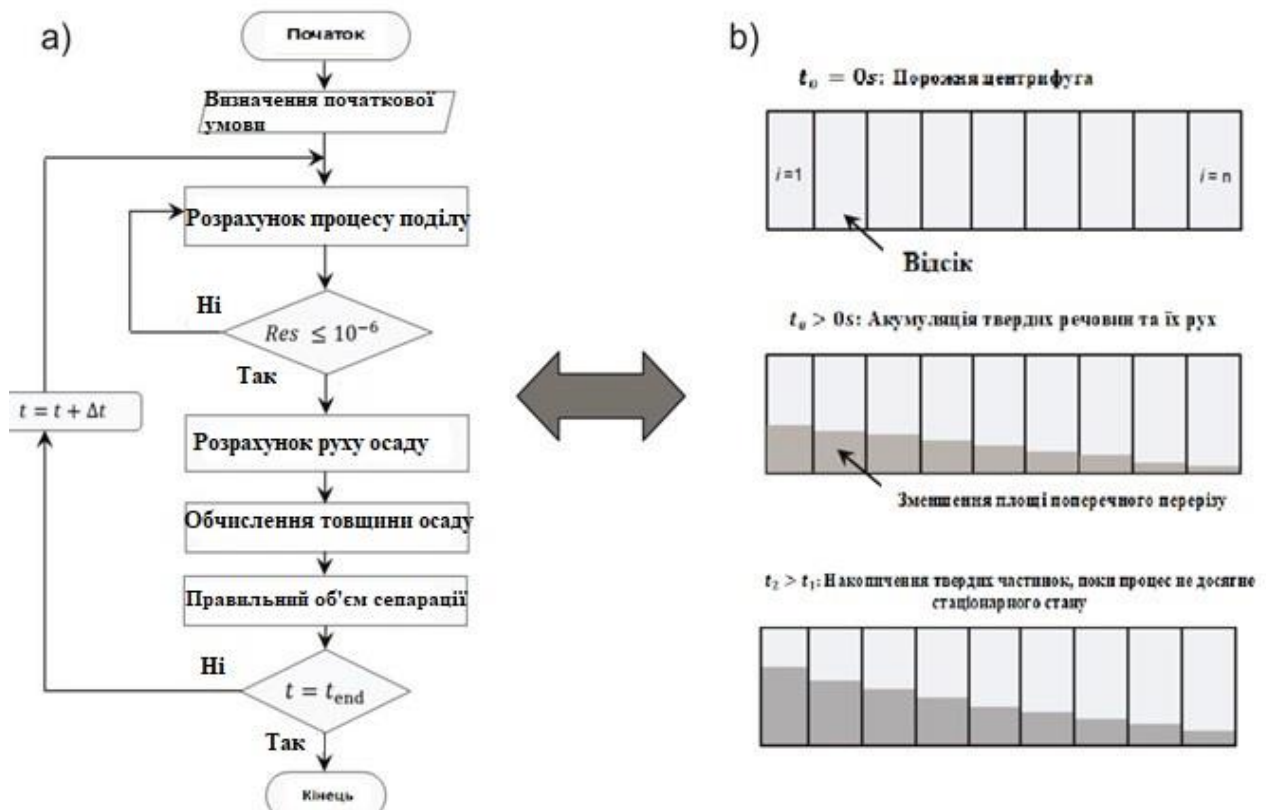 a)
Початок
Визначення початкової
умови
Розрахунок процесу поділу
Ні
Res ≤ 10⁻⁶
Так
t = t + Δt
Розрахунок руху осаду
Обчислення товщини осаду
Правильний об'єм сепарації
Ні
t = t_end
Так
Кінець
b)
t₀ = 0s: Порожня центрифуга
i =1
i = n
Відсік
t₀ > 0s: Акумуляція твердих речовин та їх рух
Зменшення площі поперечного перерізу
t₂ > t₁: Накопичення твердих частинок, поки процес не досягне
стаціонарного стану